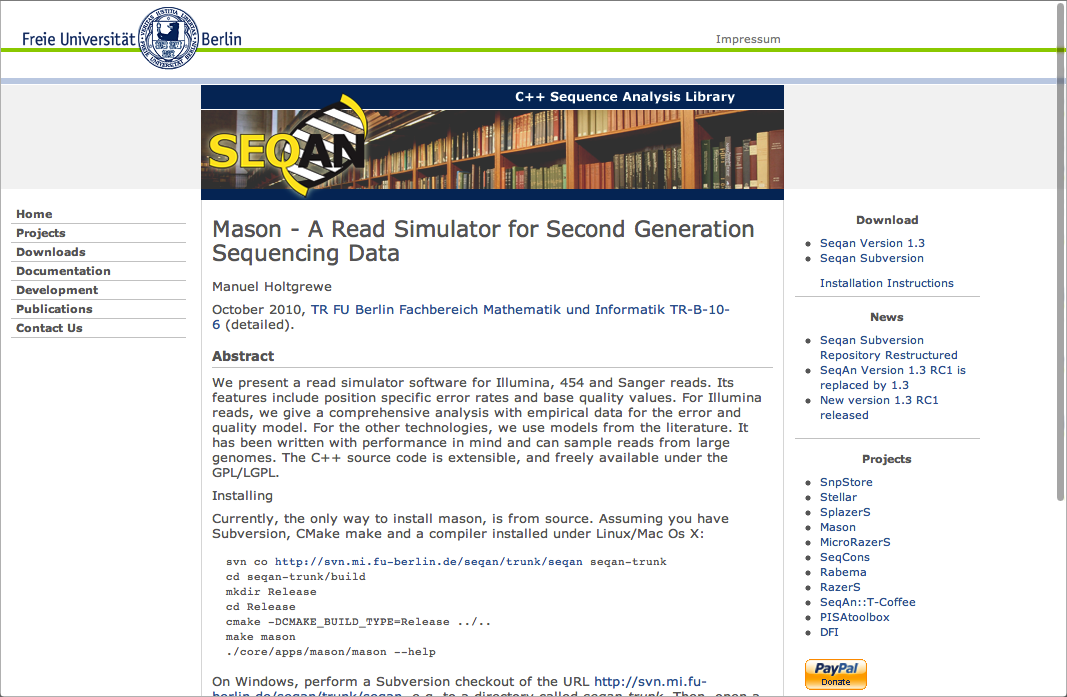 Freie Universität Berlin
Impressum
C++ Sequence Analysis Library
SEQAN
Home
Projects
Downloads
Documentation
Development
Publications
Contact Us
Mason - A Read Simulator for Second Generation
Sequencing Data
Manuel Holtgrewe
October 2010, TR FU Berlin Fachbereich Mathematik und Informatik TR-B-10-
6 (detailed).
Abstract
We present a read simulator software for Illumina, 454 and Sanger reads. Its
features include position specific error rates and base quality values. For Illumina
reads, we give a comprehensive analysis with empirical data for the error and
quality model. For the other technologies, we use models from the literature. It
has been written with performance in mind and can sample reads from large
genomes. The C++ source code is extensible, and freely available under the
GPL/LGPL.
Installing
Currently, the only way to install mason, is from source. Assuming you have
Subversion, CMake make and a compiler installed under Linux/Mac Os X:
svn co http://svn.mi.fu-berlin.de/seqan/trunk/seqan seqan-trunk
cd seqan-trunk/build
mkdir Release
cd Release
cmake -DCMAKE_BUILD_TYPE=Release ../..
make mason
./core/apps/mason/mason --help
On Windows, perform a Subversion checkout of the URL http://svn.mi.fu-
berlin.de/seqan/trunk/seqan, e.g. to a directory called seqan-trunk. Then, open a
Download
Seqan Version 1.3
Seqan Subversion
Installation Instructions
News
Seqan Subversion
Repository Restructured
SeqAn Version 1.3 RC1 is
replaced by 1.3
New version 1.3 RC1
released
Projects
SnpStore
Stellar
SplazerS
Mason
MicroRazerS
SeqCons
Rabema
RazerS
SeqAn::T-Coffee
PISAtoolbox
DFI
PayPal
Donate